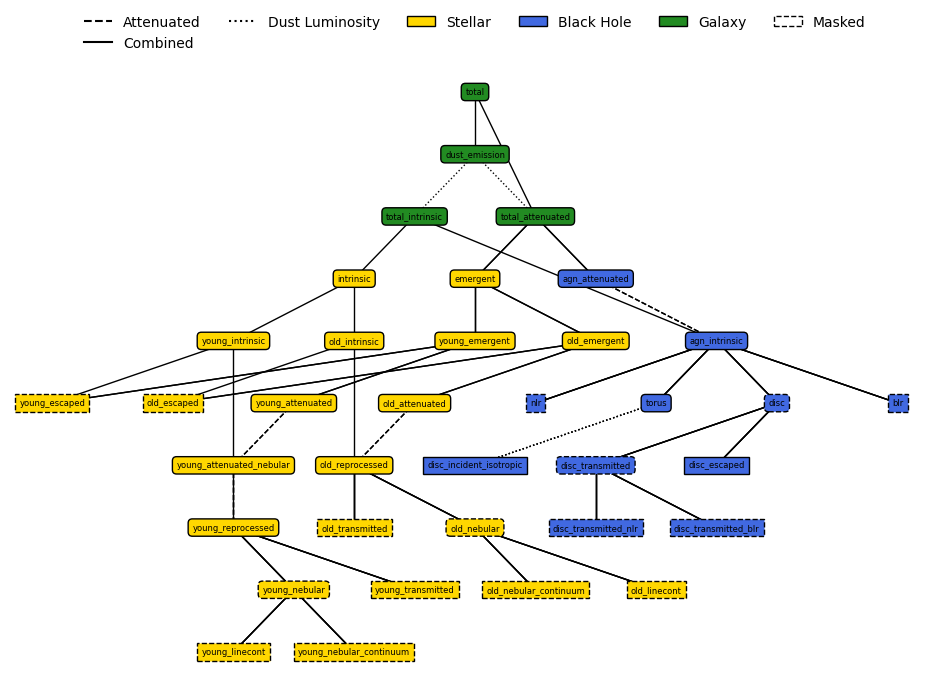 Attenuated Dust Luminosity Stellar Black Hole Galaxy Masked
Combined
total
dust_emission
total_intrinsic total_attenuated
intrinsic emergent agn_attenuated
young_intrinsic old_intrinsic young_emergent old_emergent agn_intrinsic
young_escaped old_escaped young_attenuated old_attenuated nlr torus disc blr
young_attenuated_nebular old_reprocessed disc_incident_isotropic disc_transmitted disc_escaped
young_reprocessed old_transmitted old_nebular disc_transmitted_nlr disc_transmitted_blr
young_nebular young_transmitted old_nebular_continuum old_linecont
young_linecont young_nebular_continuum